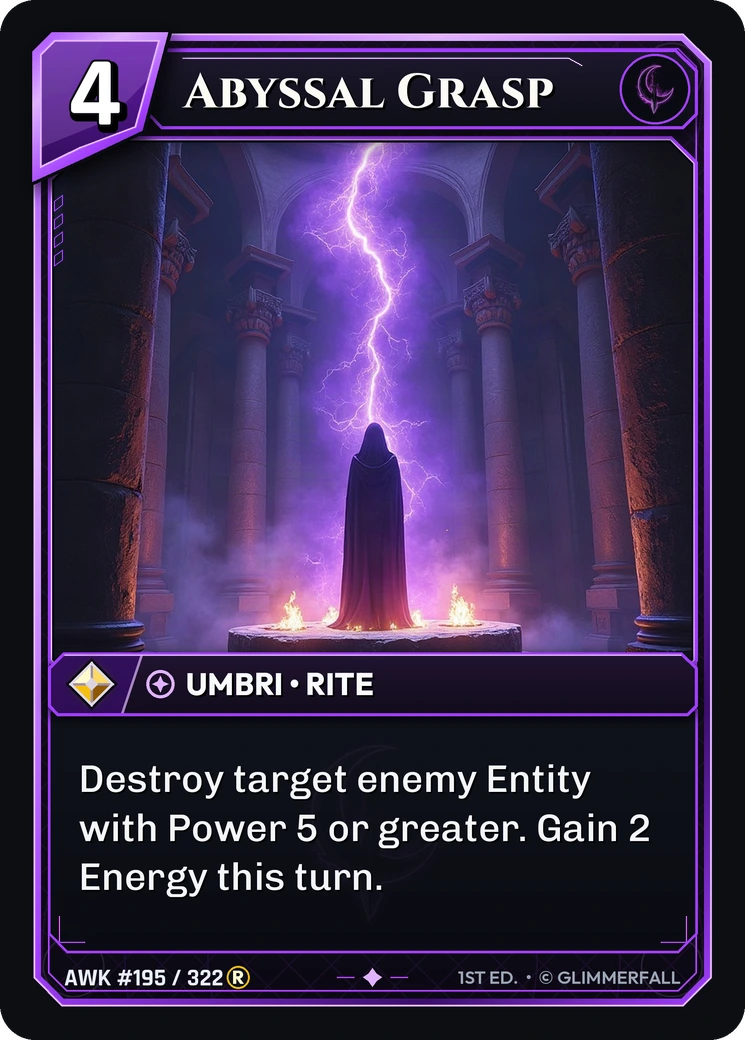 4
ABYSSAL GRASP
UMBRI • RITE
Destroy target enemy Entity
with Power 5 or greater. Gain 2
Energy this turn.
AWK #195 / 322 R
1ST ED. • © GLIMMERFALL